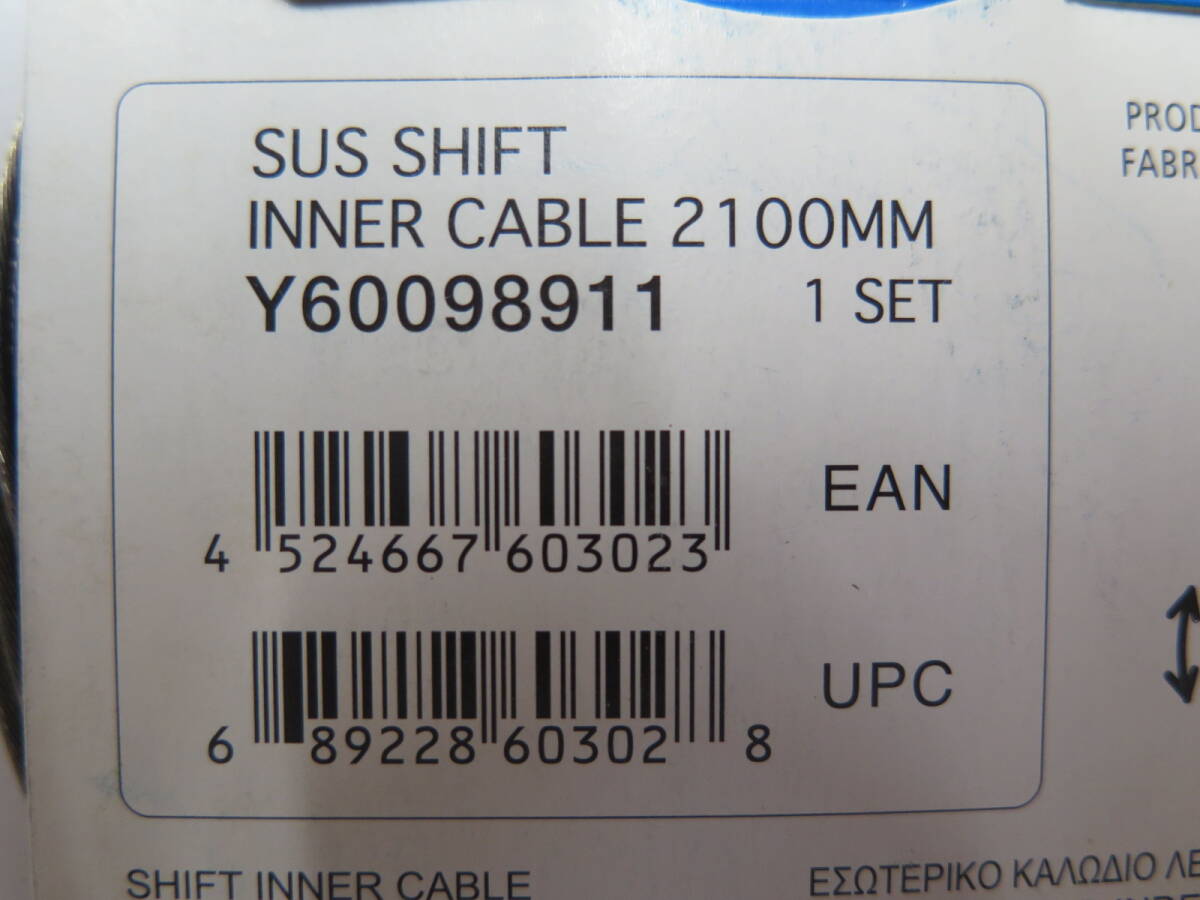 SUS SHIFT
INNER CABLE 2100MM
Y60098911 1 SET
EAN
4 524667 603023
UPC
6 89228 60302 8
PROD
FABR
SHIFT INNER CABLE
ΕΣΩΤΕΡΙΚΟ ΚΑΛΩΔΙΟ ΛΕ